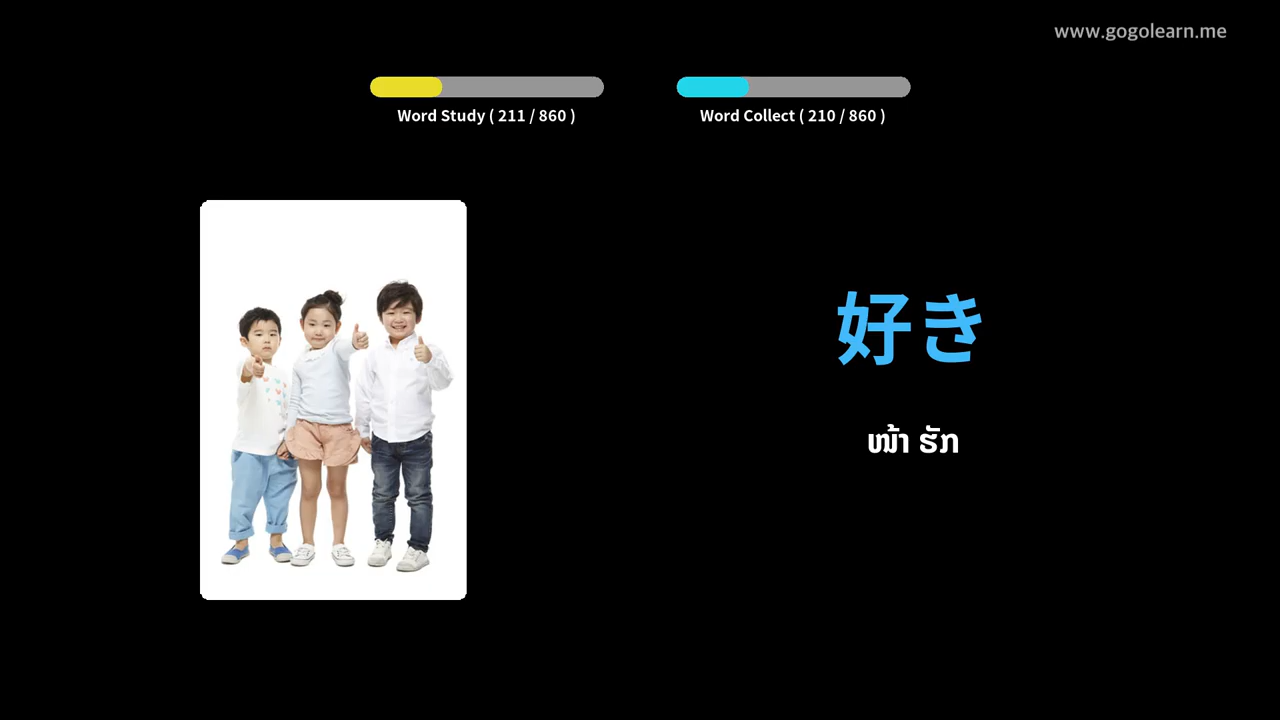 www.gogolearn.me
Word Study ( 211 / 860 )
Word Collect ( 210 / 860 )
好き
ໜ້າ ຮັກ